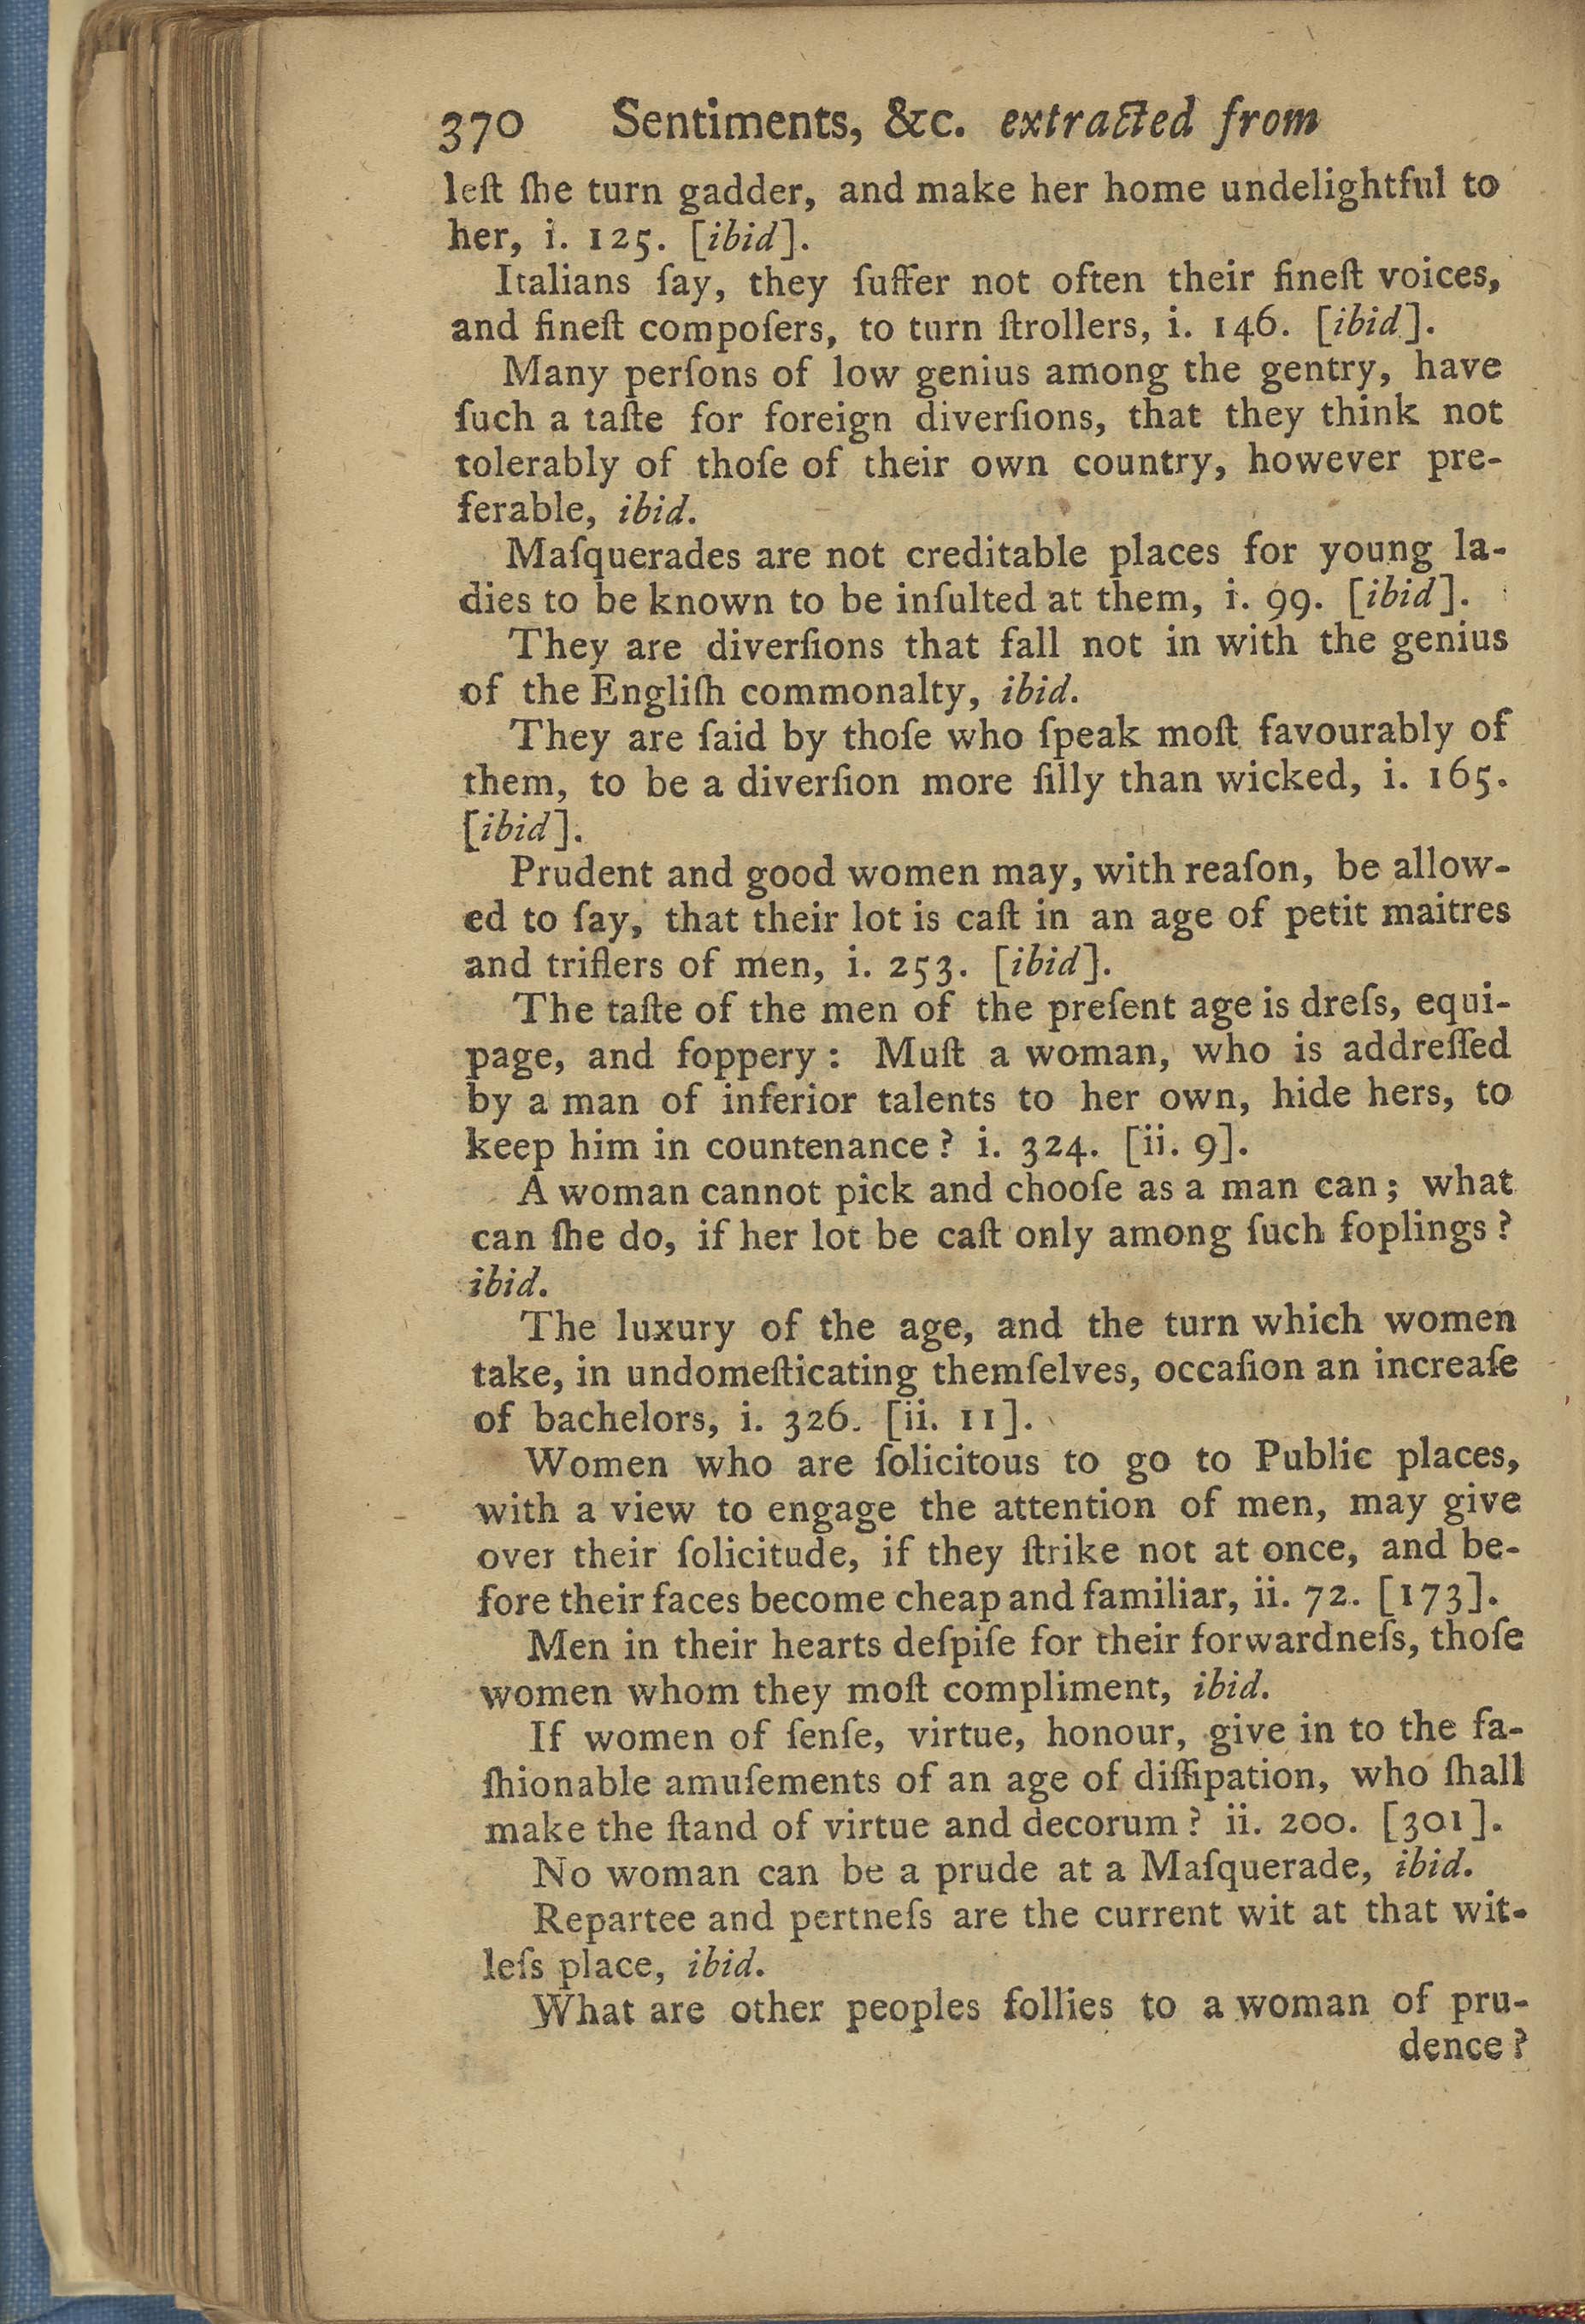 370 Sentiments, &c. extracted from
leſt ſhe turn gadder, and make her home undelightful to
her, i. 125. [ibid].
Italians ſay, they ſuffer not often their fineſt voices,
and fineſt compoſers, to turn ſtrollers, i. 146. [ibid].
Many perſons of low genius among the gentry, have
ſuch a taſte for foreign diverſions, that they think not
tolerably of thoſe of their own country, however pre-
ferable, ibid.
Maſquerades are not creditable places for young la-
dies to be known to be inſulted at them, i. 99. [ibid].
They are diverſions that fall not in with the genius
of the Engliſh commonalty, ibid.
They are ſaid by thoſe who ſpeak moſt favourably of
them, to be a diverſion more ſilly than wicked, i. 165.
[ibid].
Prudent and good women may, with reaſon, be allow-
ed to ſay, that their lot is caſt in an age of petit maitres
and triflers of men, i. 253. [ibid].
The taſte of the men of the preſent age is dreſs, equi-
page, and foppery: Muſt a woman, who is addreſſed
by a man of inferior talents to her own, hide hers, to
keep him in countenance? i. 324. [ii. 9].
A woman cannot pick and chooſe as a man can; what
can ſhe do, if her lot be caſt only among ſuch foplings?
ibid.
The luxury of the age, and the turn which women
take, in undomeſticating themſelves, occaſion an increaſe
of bachelors, i. 326. [ii. 11].
Women who are ſolicitous to go to Public places,
with a view to engage the attention of men, may give
over their ſolicitude, if they ſtrike not at once, and be-
fore their faces become cheap and familiar, ii. 72. [173].
Men in their hearts deſpiſe for their forwardneſs, thoſe
women whom they moſt compliment, ibid.
If women of ſenſe, virtue, honour, give in to the fa-
ſhionable amuſements of an age of diſſipation, who ſhall
make the ſtand of virtue and decorum? ii. 200. [301].
No woman can be a prude at a Maſquerade, ibid.
Repartee and pertneſs are the current wit at that wit-
leſs place, ibid.
What are other peoples follies to a woman of pru-
dence?